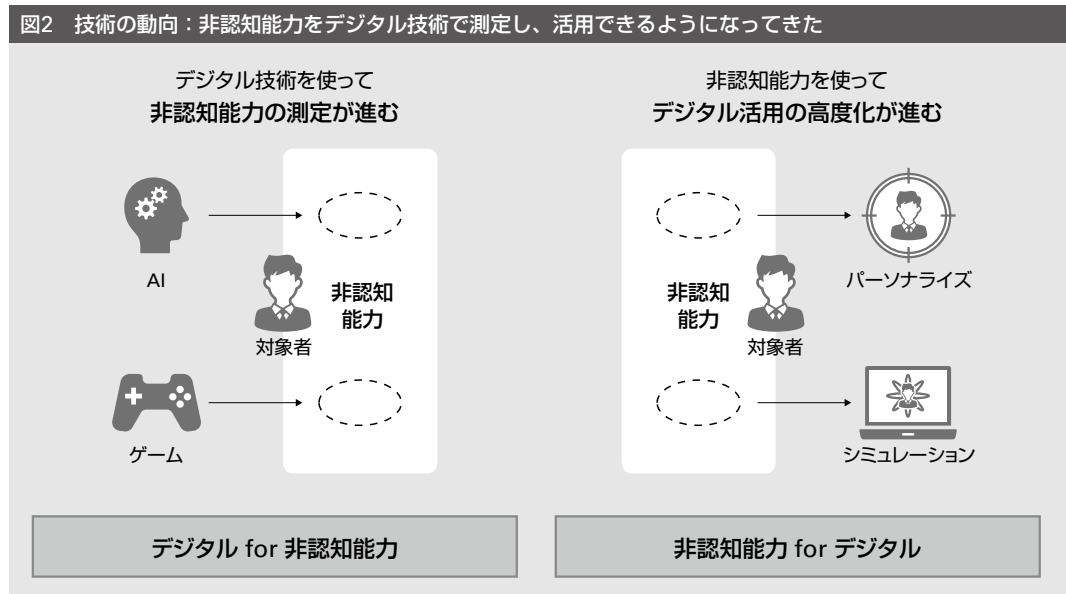 図2　技術の動向：非認知能力をデジタル技術で測定し、活用できるようになってきた
デジタル技術を使って
非認知能力の測定が進む
AI
非認知
能力
対象者
ゲーム
デジタル for 非認知能力
非認知能力を使って
デジタル活用の高度化が進む
パーソナライズ
非認知
能力
対象者
シミュレーション
非認知能力 for デジタル